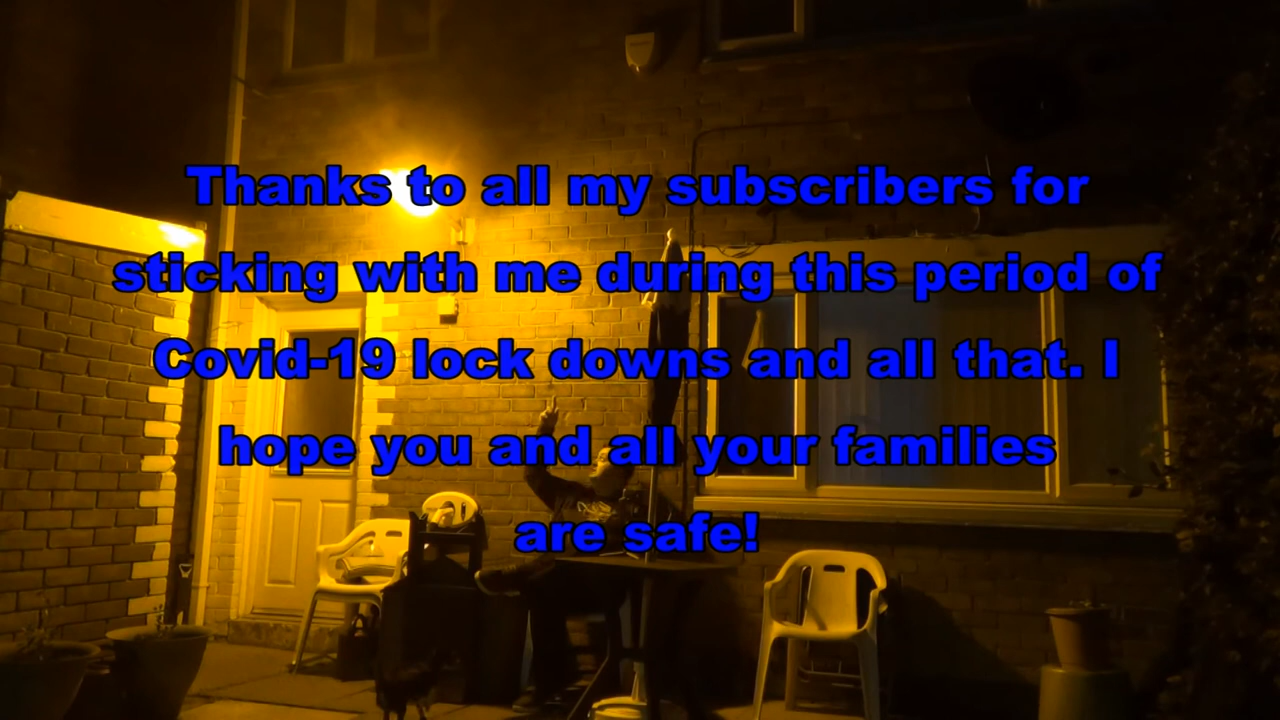 Thanks to all my subscribers for
sticking with me during this period of
Covid-19 lock downs and all that. I
hope you and all your families
are safe!